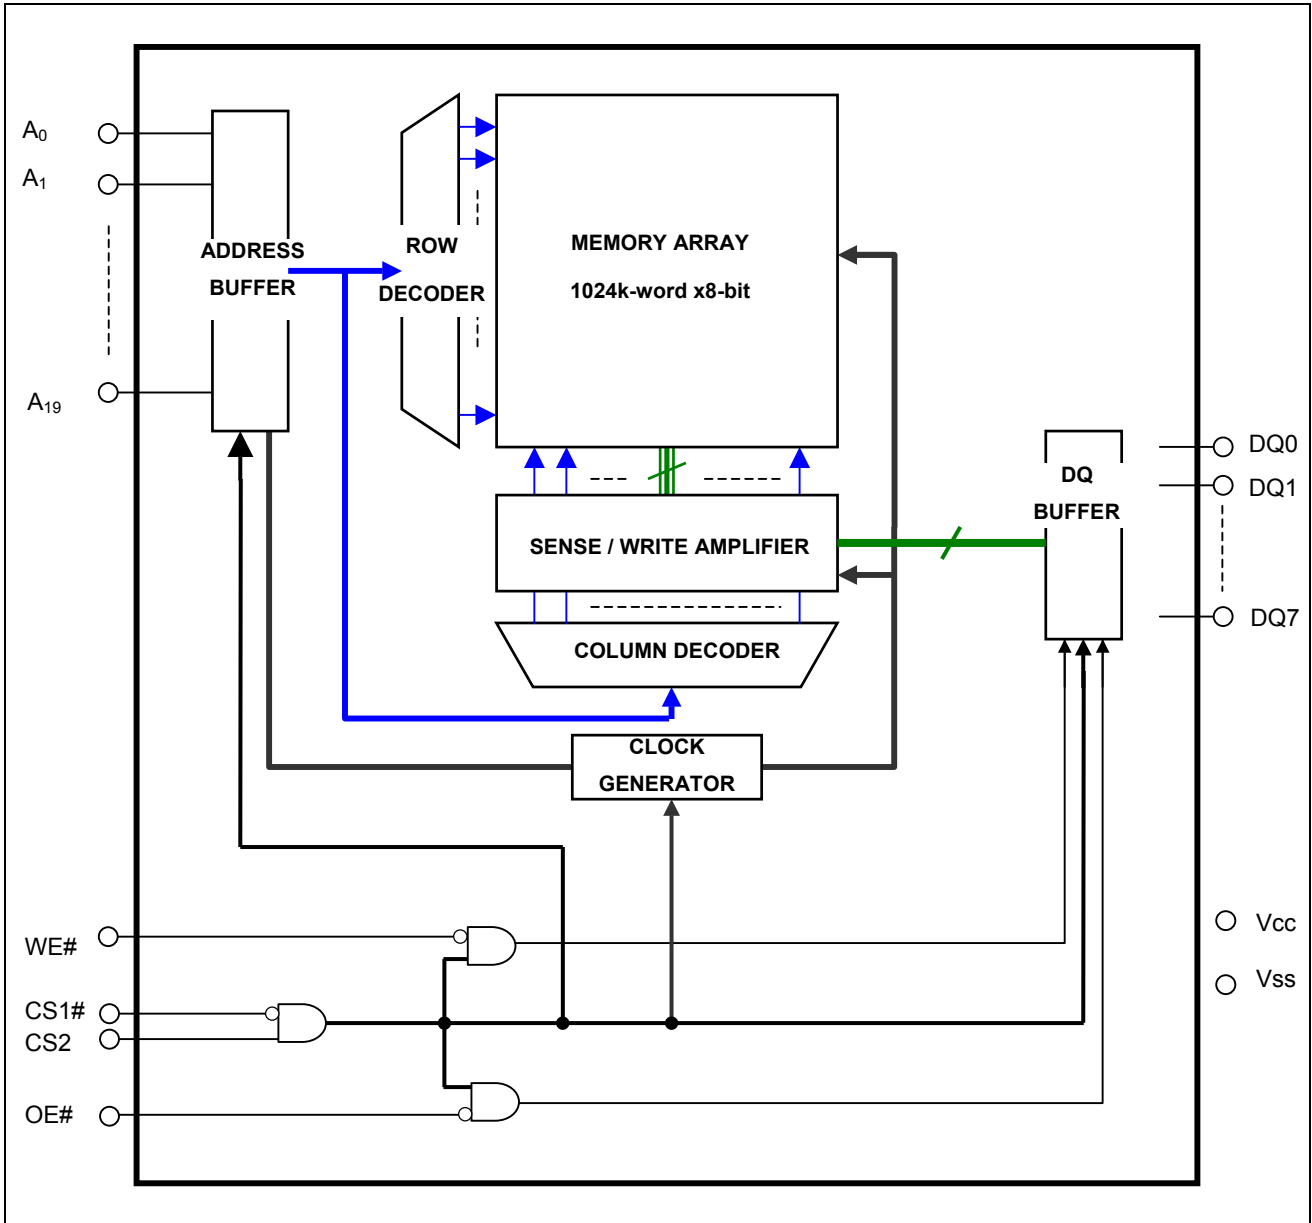 A0
A1
A19
ADDRESS
BUFFER
ROW
DECODER
MEMORY ARRAY
1024k-word x8-bit
SENSE / WRITE AMPLIFIER
COLUMN DECODER
CLOCK
GENERATOR
DQ
BUFFER
DQ0
DQ1
DQ7
WE#
CS1#
CS2
OE#
Vcc
Vss